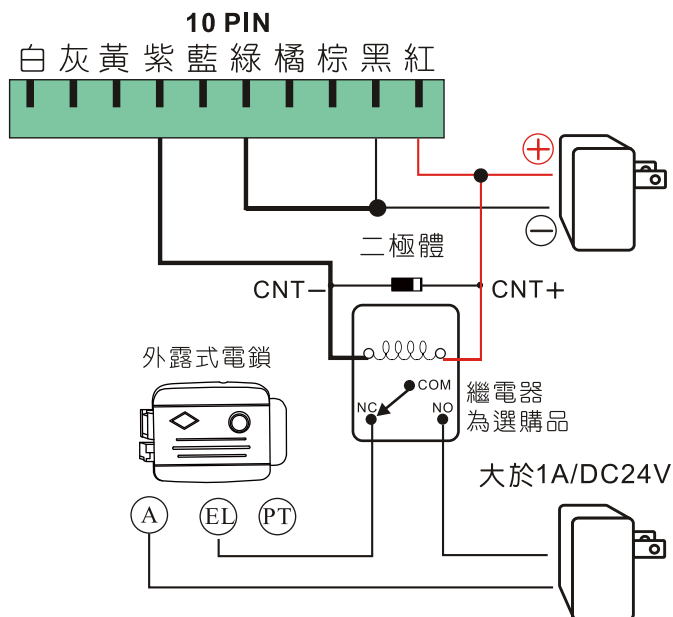 10 PIN
白 灰 黃 紫 藍 綠 橘 棕 黑 紅
+
−
二極體
CNT− CNT+
外露式電鎖
COM
NC NO
繼電器
為選購品
大於1A/DC24V
A EL PT